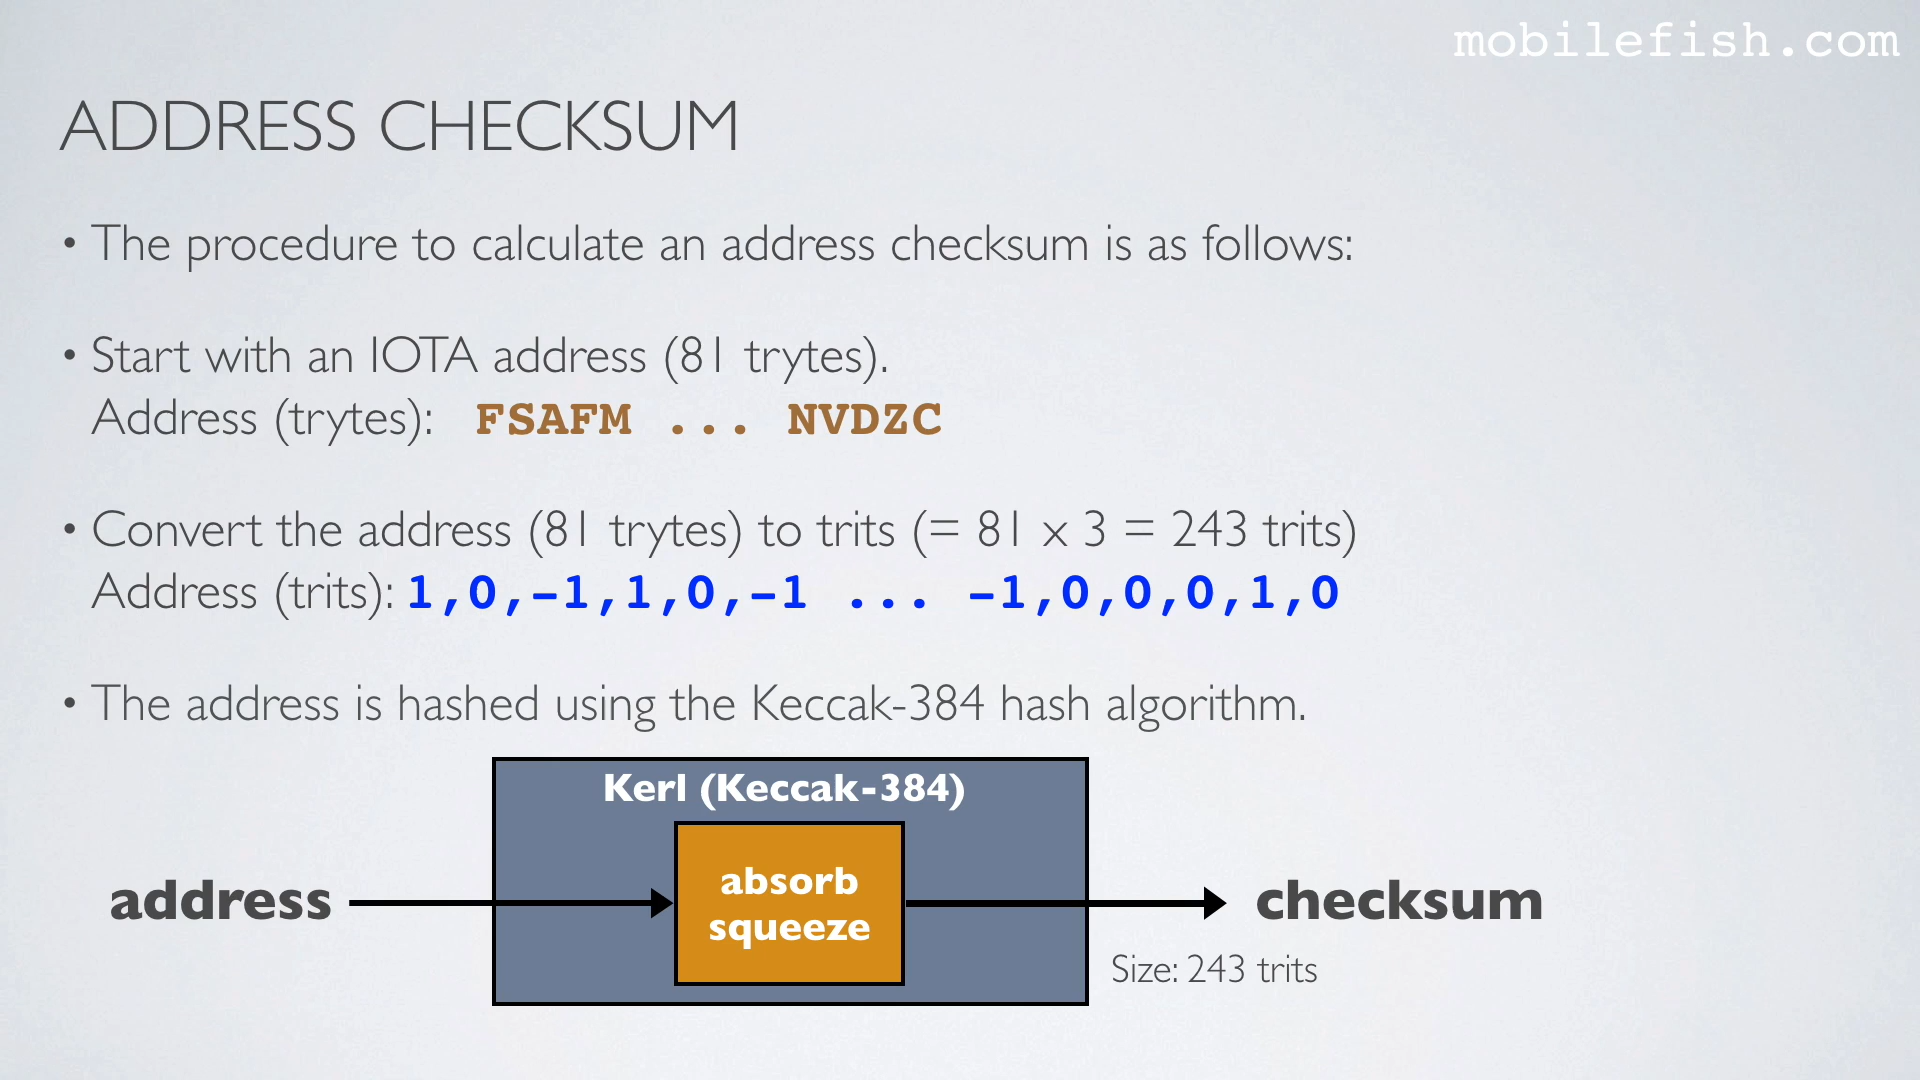 mobilefish.com
ADDRESS CHECKSUM
• The procedure to calculate an address checksum is as follows:
• Start with an IOTA address (81 trytes).
Address (trytes): FSAFM ... NVDZC
• Convert the address (81 trytes) to trits (= 81 x 3 = 243 trits)
Address (trits): 1,0,-1,1,0,-1 ... -1,0,0,0,1,0
• The address is hashed using the Keccak-384 hash algorithm.
Kerl (Keccak-384)
absorb
squeeze
address
checksum
Size: 243 trits